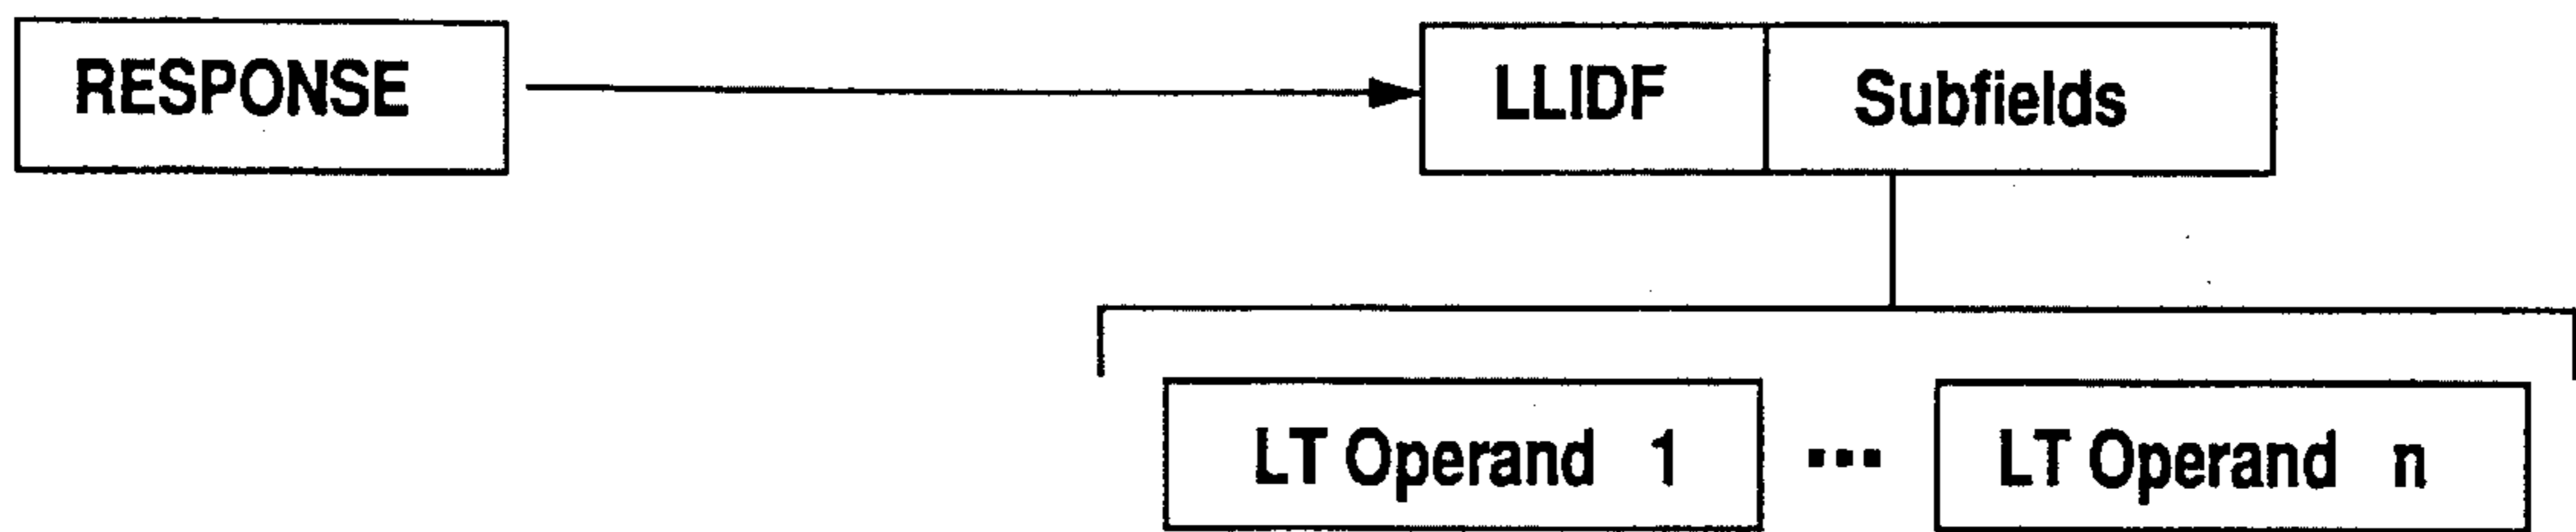 RESPONSE LLIDF Subfields
LT Operand 1 ... LT Operand n